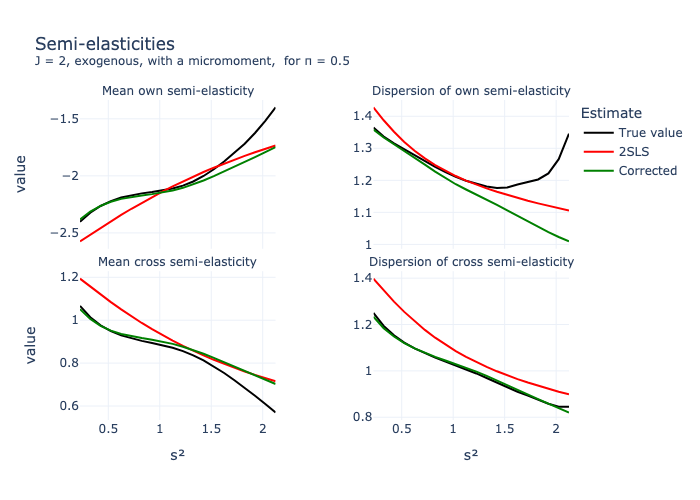 Semi-elasticities
J = 2, exogenous, with a micromoment,  for π = 0.5
Mean own semi-elasticity
Dispersion of own semi-elasticity
Estimate
True value
2SLS
Corrected
value
−1.5
−2
−2.5
1.4
1.3
1.2
1.1
1
Mean cross semi-elasticity
Dispersion of cross semi-elasticity
value
1.2
1
0.8
0.6
0.5
1
1.5
2
s²
1.4
1.2
1
0.8
0.5
1
1.5
2
s²